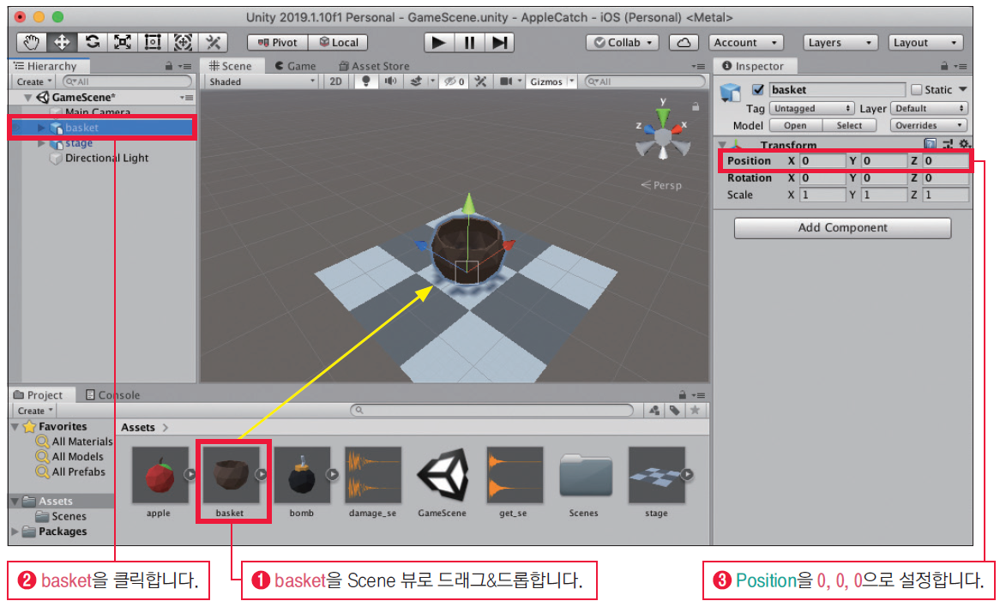 Unity 2019.1.10f1 Personal - GameScene.unity - AppleCatch - iOS (Personal) <Metal>
Pivot Local Collab Account Layers Layout
Hierarchy
Create All
GameScene*
Main Camera
basket
stage
Directional Light
Scene Game Asset Store
Shaded 2D 0 Gizmos All
y
z x
Persp
Inspector
basket Static
Tag Untagged Layer Default
Model Open Select Overrides
Transform
Position X 0 Y 0 Z 0
Rotation X 0 Y 0 Z 0
Scale X 1 Y 1 Z 1
Add Component
Project Console
Create
Favorites
All Materials
All Models
All Prefabs
Assets
Scenes
Packages
Assets >
apple basket bomb damage_se GameScene get_se Scenes stage
❷ basket을 클릭합니다.
❶ basket을 Scene 뷰로 드래그&드롭합니다.
❸ Position을 0, 0, 0으로 설정합니다.